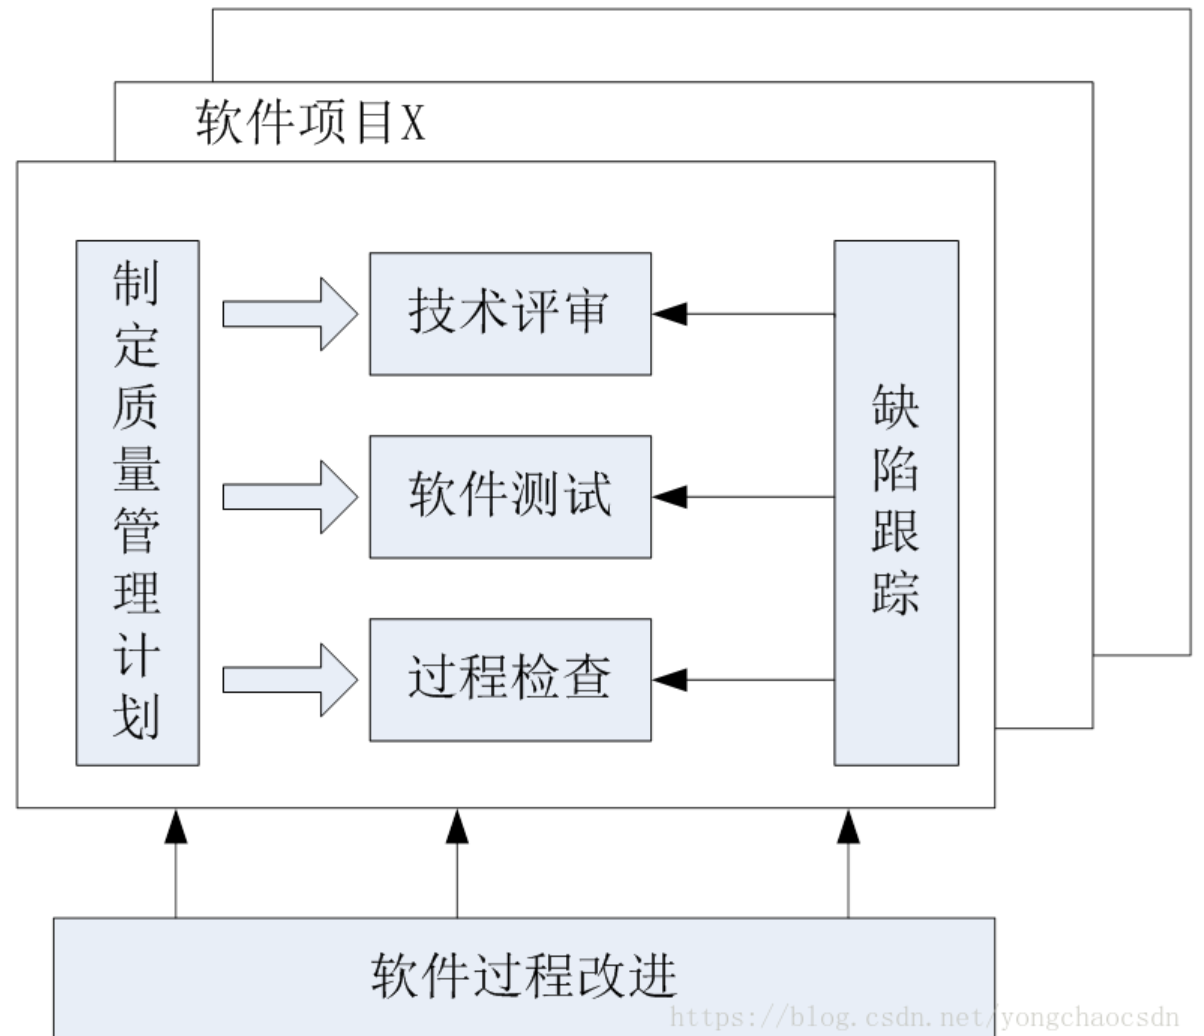 软件项目X
制定质量管理计划
技术评审
软件测试
过程检查
缺陷跟踪
软件过程改进
https://blog.csdn.net/yongchaocsdn